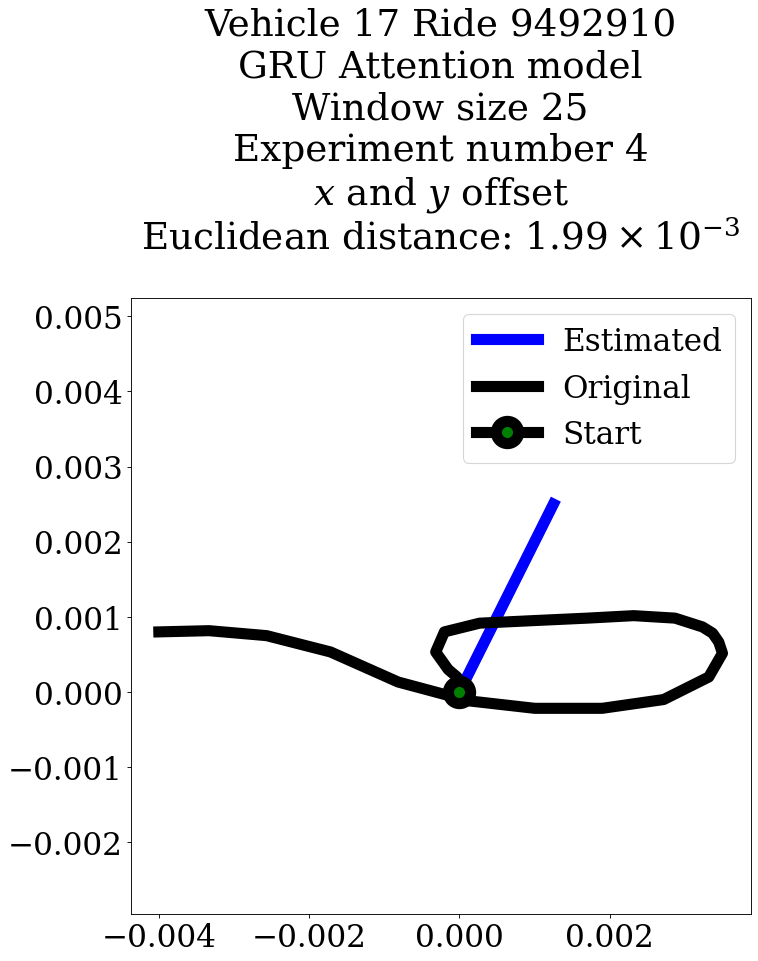 Vehicle 17 Ride 9492910
GRU Attention model
Window size 25
Experiment number 4
x and y offset
Euclidean distance: 1.99 × 10⁻³
Estimated
Original
Start
0.005
0.004
0.003
0.002
0.001
0.000
−0.001
−0.002
−0.004 −0.002 0.000 0.002